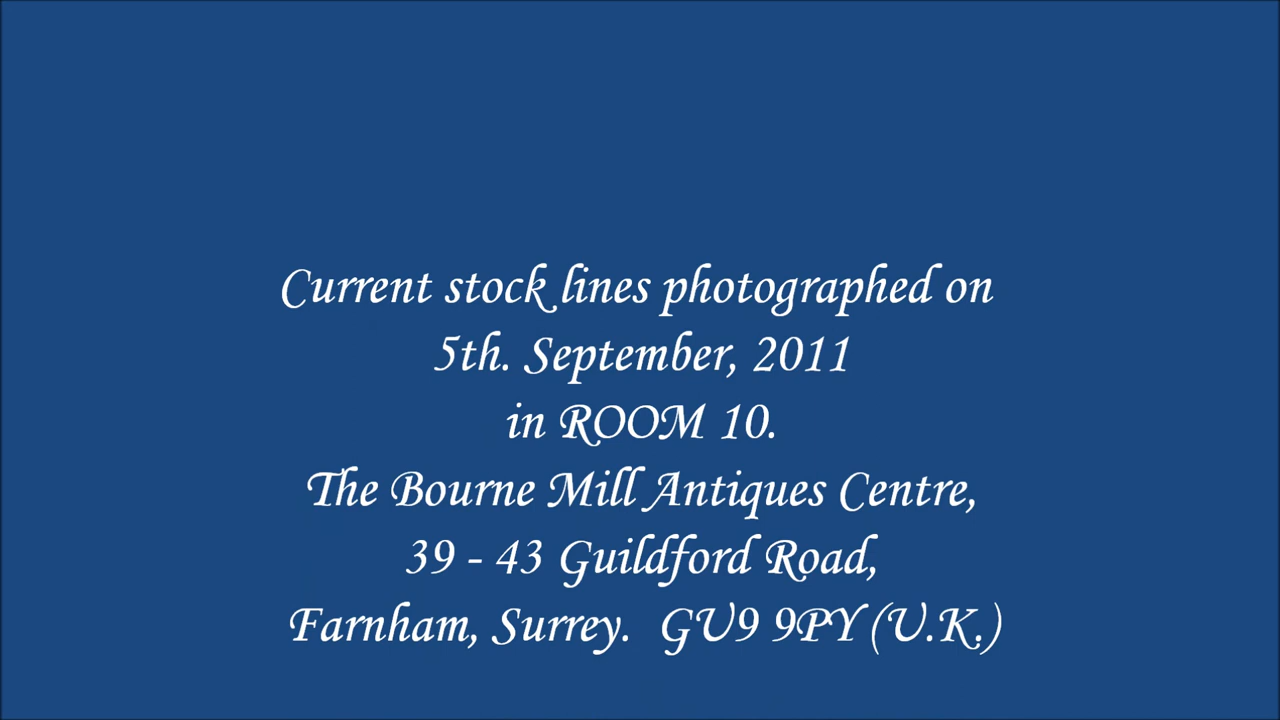 Current stock lines photographed on
5th. September, 2011
in ROOM 10.
The Bourne Mill Antiques Centre,
39 - 43 Guildford Road,
Farnham, Surrey. GU9 9PY (U.K.)